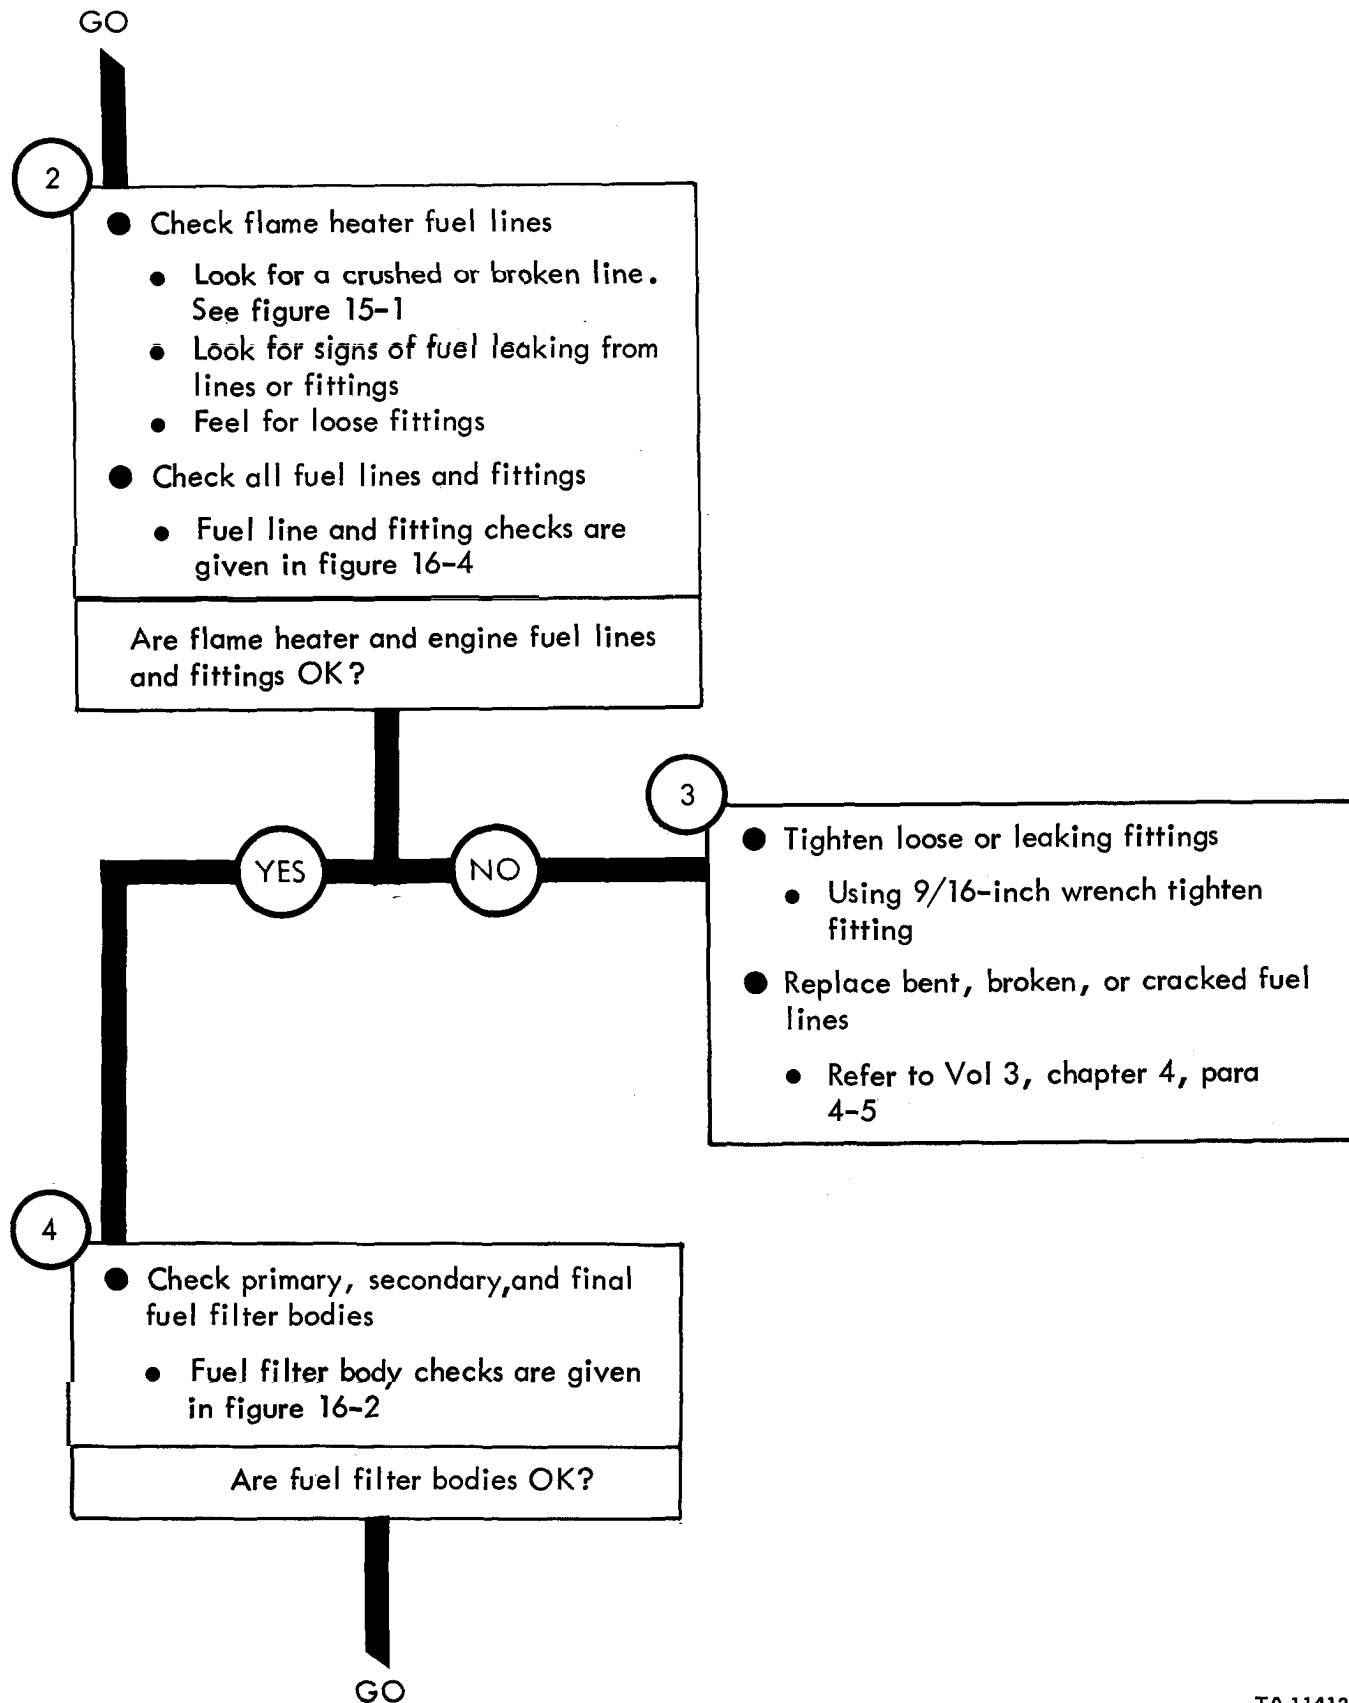 GO
2
● Check flame heater fuel lines
● Look for a crushed or broken line.
See figure 15-1
● Look for signs of fuel leaking from
lines or fittings
● Feel for loose fittings
● Check all fuel lines and fittings
● Fuel line and fitting checks are
given in figure 16-4
Are flame heater and engine fuel lines
and fittings OK?
YES
NO
3
● Tighten loose or leaking fittings
● Using 9/16-inch wrench tighten
fitting
● Replace bent, broken, or cracked fuel
lines
● Refer to Vol 3, chapter 4, para
4-5
4
● Check primary, secondary,and final
fuel filter bodies
● Fuel filter body checks are given
in figure 16-2
Are fuel filter bodies OK?
GO